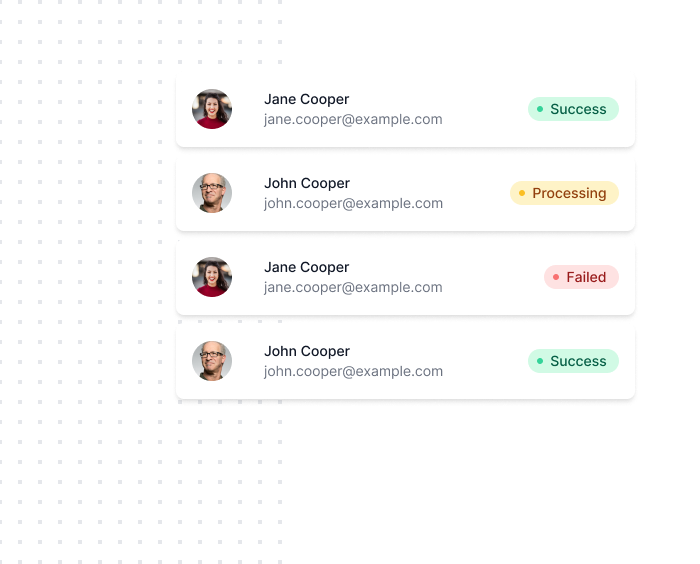 Jane Cooper
jane.cooper@example.com
Success
John Cooper
john.cooper@example.com
Processing
Jane Cooper
jane.cooper@example.com
Failed
John Cooper
john.cooper@example.com
Success